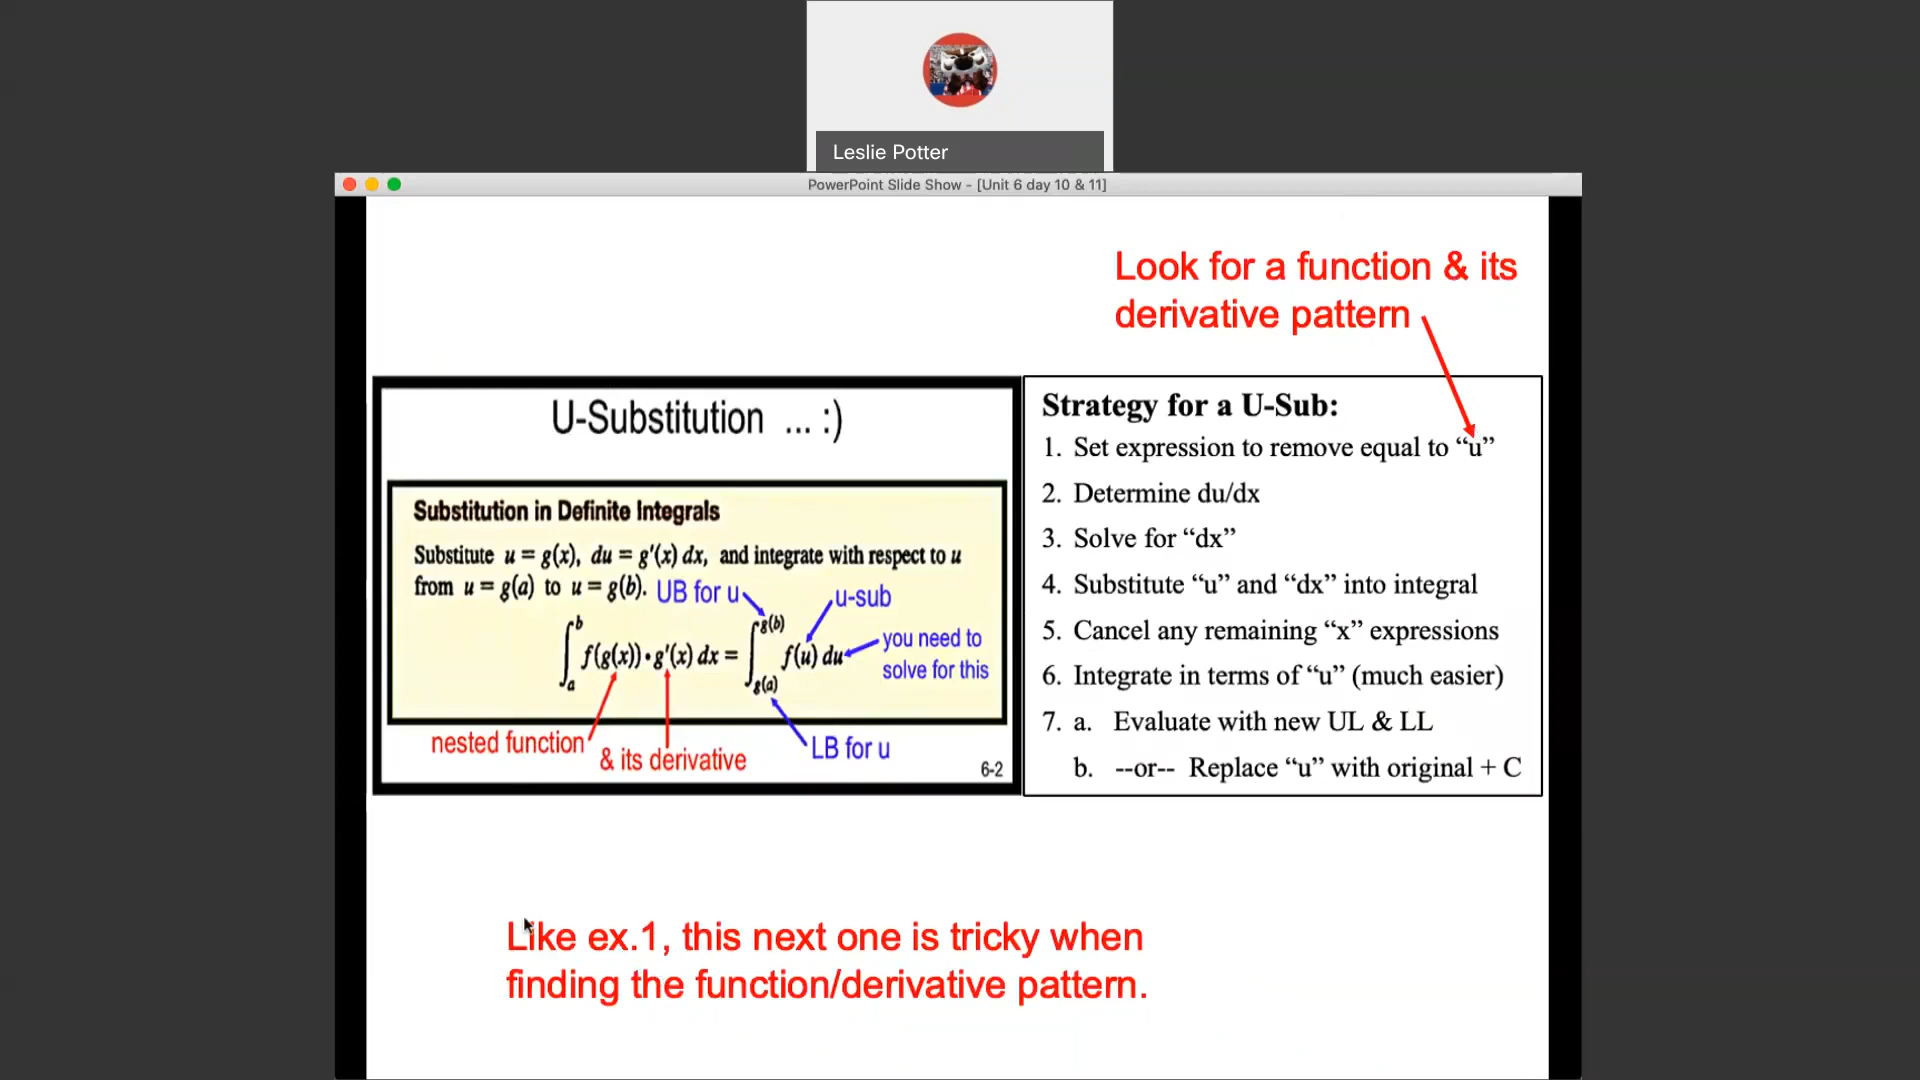 Leslie Potter
PowerPoint Slide Show - [Unit 6 day 10 & 11]
Look for a function & its
derivative pattern
U-Substitution ... :)
Substitution in Definite Integrals
Substitute u = g(x), du = g′(x) dx, and integrate with respect to u
from u = g(a) to u = g(b). UB for u
u-sub
∫_a^b f(g(x)) • g′(x) dx = ∫_{g(a)}^{g(b)} f(u) du
you need to
solve for this
nested function
& its derivative
LB for u
6-2
Strategy for a U-Sub:
1. Set expression to remove equal to “u”
2. Determine du/dx
3. Solve for “dx”
4. Substitute “u” and “dx” into integral
5. Cancel any remaining “x” expressions
6. Integrate in terms of “u” (much easier)
7. a. Evaluate with new UL & LL
b. --or-- Replace “u” with original + C
Like ex.1, this next one is tricky when
finding the function/derivative pattern.